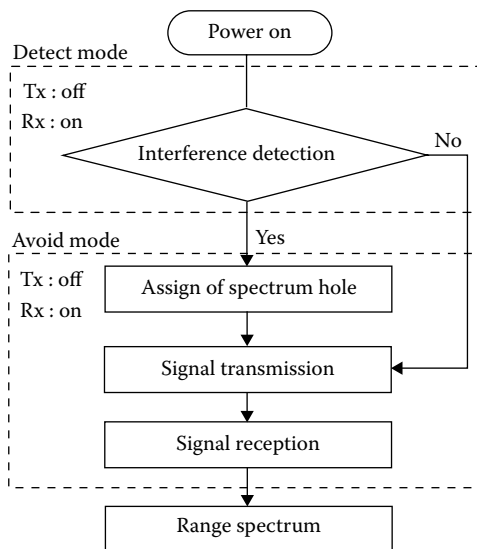 Power on
Detect mode
Tx : off
Rx : on
Interference detection
No
Yes
Avoid mode
Tx : off
Rx : on
Assign of spectrum hole
Signal transmission
Signal reception
Range spectrum